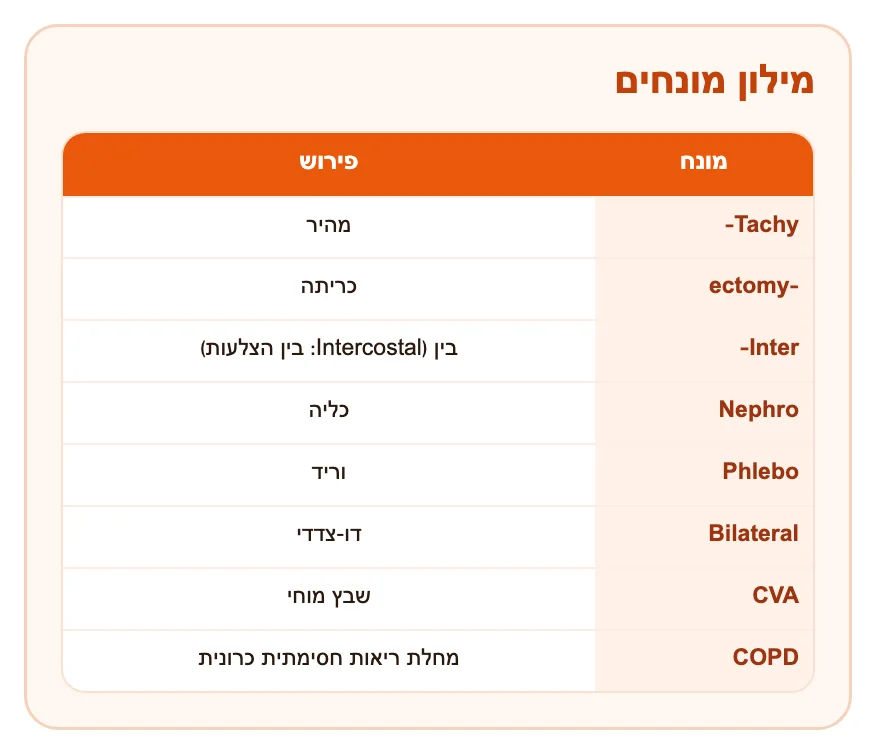 מילון מונחים
מונח פירוש
Tachy- מהיר
-ectomy כריתה
Inter- בין (Intercostal: בין הצלעות)
Nephro כליה
Phlebo וריד
Bilateral דו-צדדי
CVA שבץ מוחי
COPD מחלת ריאות חסימתית כרונית